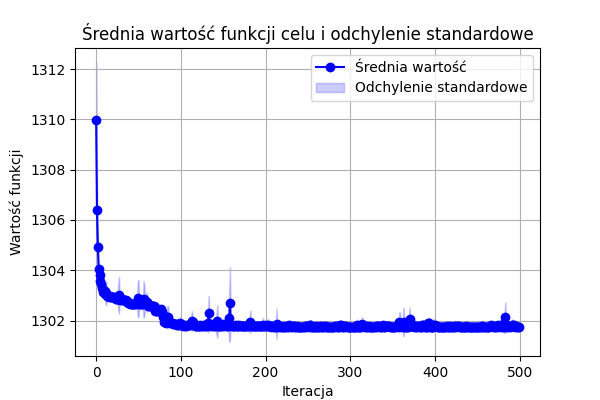 Średnia wartość funkcji celu i odchylenie standardowe
Średnia wartość
Odchylenie standardowe
Wartość funkcji
1312
1310
1308
1306
1304
1302
0 100 200 300 400 500
Iteracja